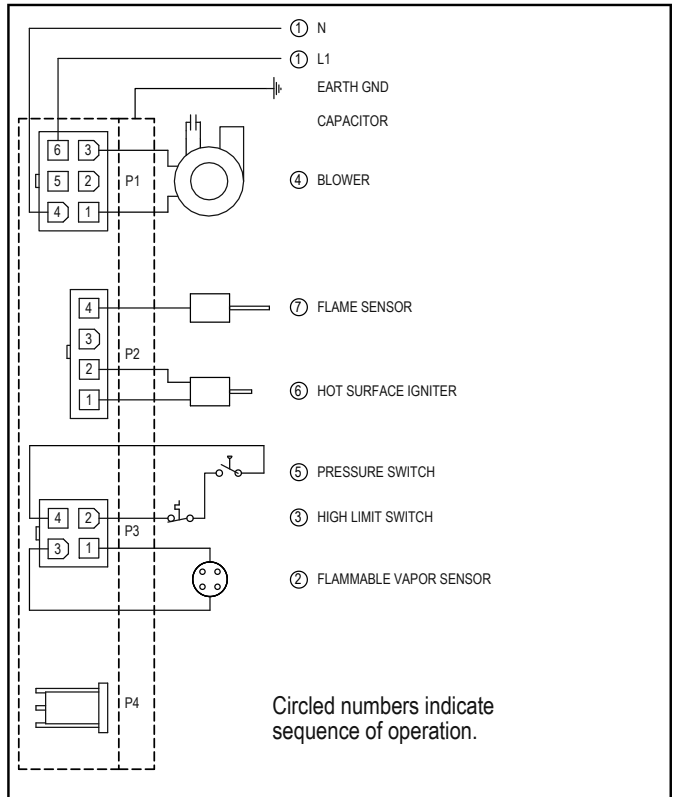 ① N
① L1
EARTH GND
CAPACITOR
6 3
5 2 P1
④ BLOWER
4 1
4
⑦ FLAME SENSOR
3
P2
2
⑥ HOT SURFACE IGNITER
1
⑤ PRESSURE SWITCH
4 2
③ HIGH LIMIT SWITCH
P3
3 1
② FLAMMABLE VAPOR SENSOR
P4
Circled numbers indicate
sequence of operation.